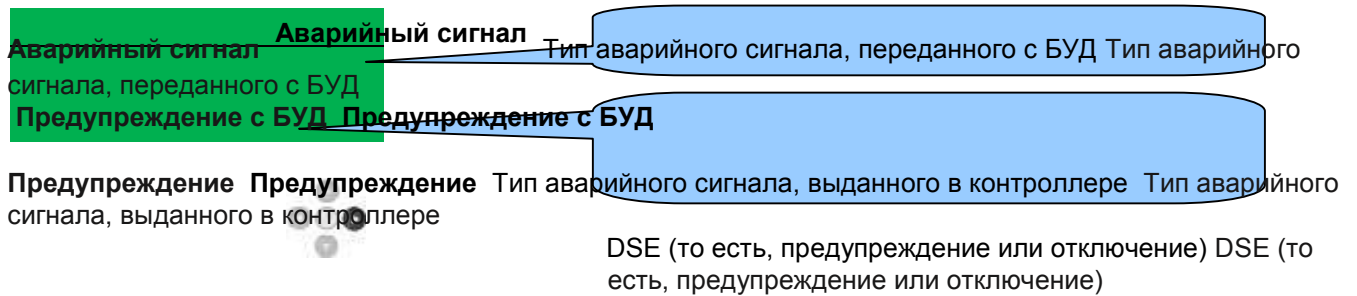 Аварийный сигнал Аварийный сигнал Тип аварийного сигнала, переданного с БУД Тип аварийного
сигнала, переданного с БУД
Предупреждение с БУД Предупреждение с БУД
Предупреждение Предупреждение Тип аварийного сигнала, выданного в контроллере Тип аварийного
сигнала, выданного в контроллере
DSE (то есть, предупреждение или отключение) DSE (то
есть, предупреждение или отключение)